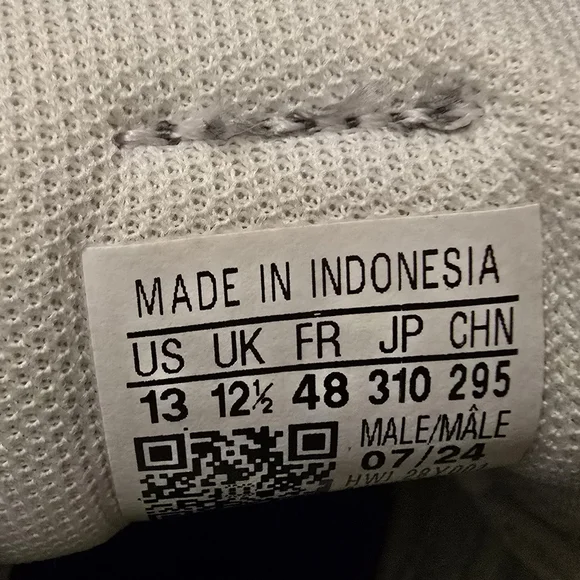 MADE IN INDONESIA
US UK FR JP CHN
13 12½ 48 310 295
MALE/MÂLE
07/24